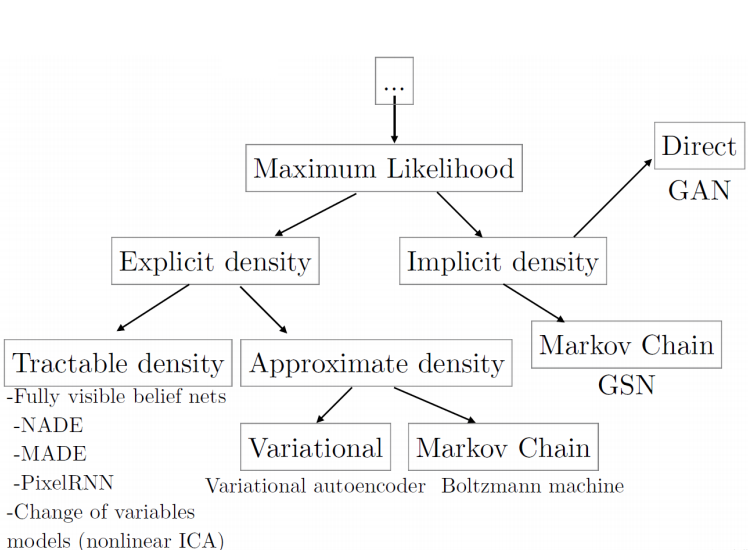 ...
Maximum Likelihood
Direct
GAN
Explicit density
Implicit density
Markov Chain
GSN
Tractable density
Approximate density
-Fully visible belief nets
-NADE
-MADE
-PixelRNN
-Change of variables
models (nonlinear ICA)
Variational
Markov Chain
Variational autoencoder
Boltzmann machine